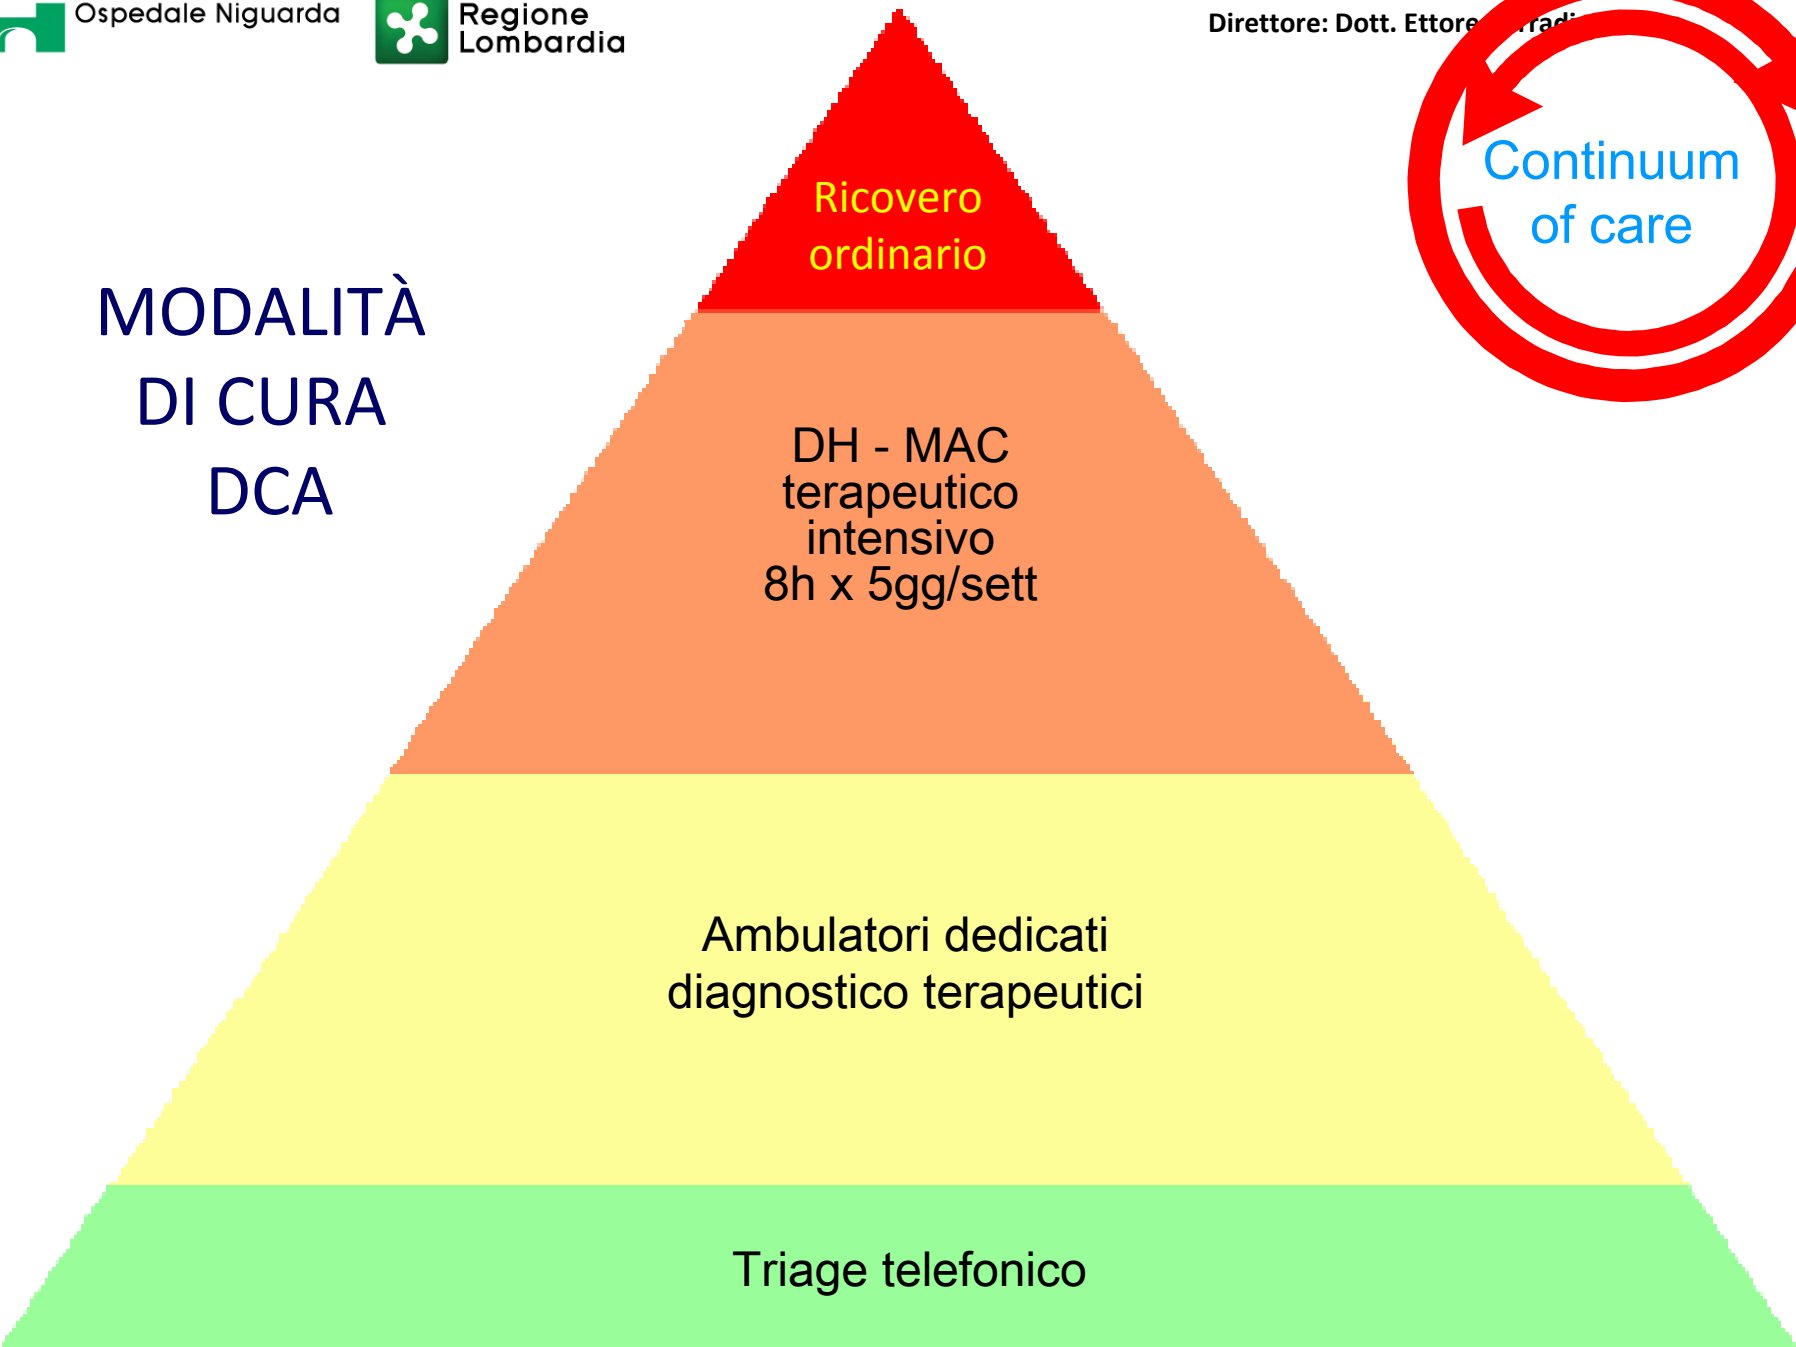 Ospedale Niguarda
Regione
Lombardia
Direttore: Dott. Ettore
Continuum
of care
MODALITÀ
DI CURA
DCA
Ricovero
ordinario
DH - MAC
terapeutico
intensivo
8h x 5gg/sett
Ambulatori dedicati
diagnostico terapeutici
Triage telefonico